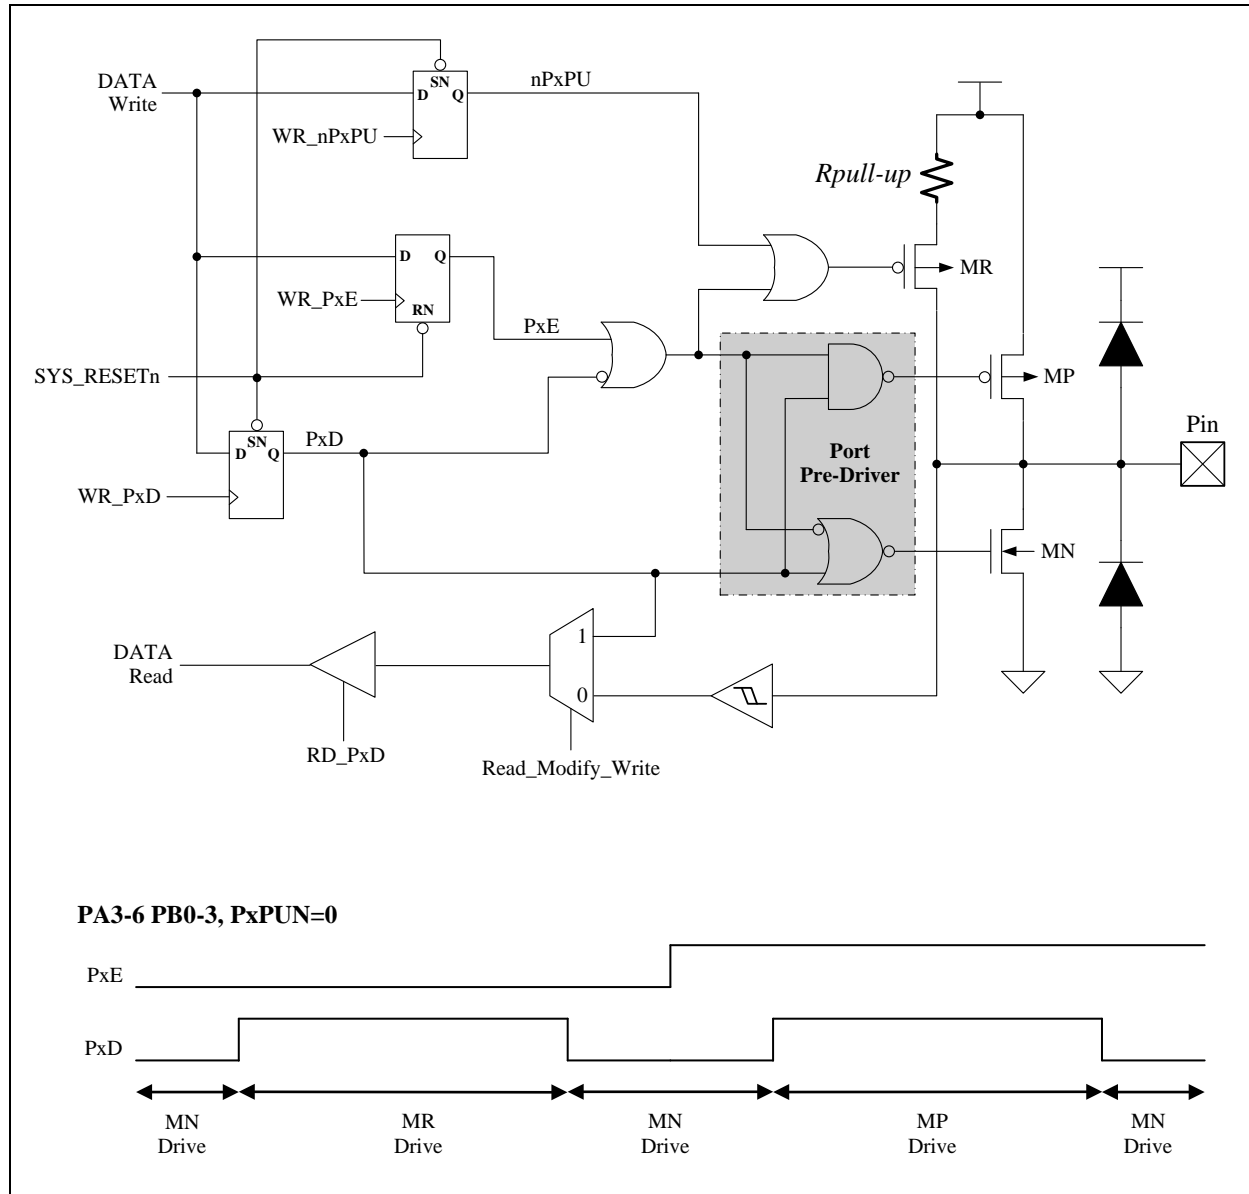 DATA
Write
D
SN
Q
nPxPU
WR_nPxPU
Rpull-up
D
Q
RN
WR_PxE
MR
PxE
SYS_RESETn
MP
Pin
D
SN
Q
PxD
Port
Pre-Driver
WR_PxD
MN
1
0
DATA
Read
RD_PxD
Read_Modify_Write
PA3-6 PB0-3, PxPUN=0
PxE
PxD
MN
Drive
MR
Drive
MN
Drive
MP
Drive
MN
Drive